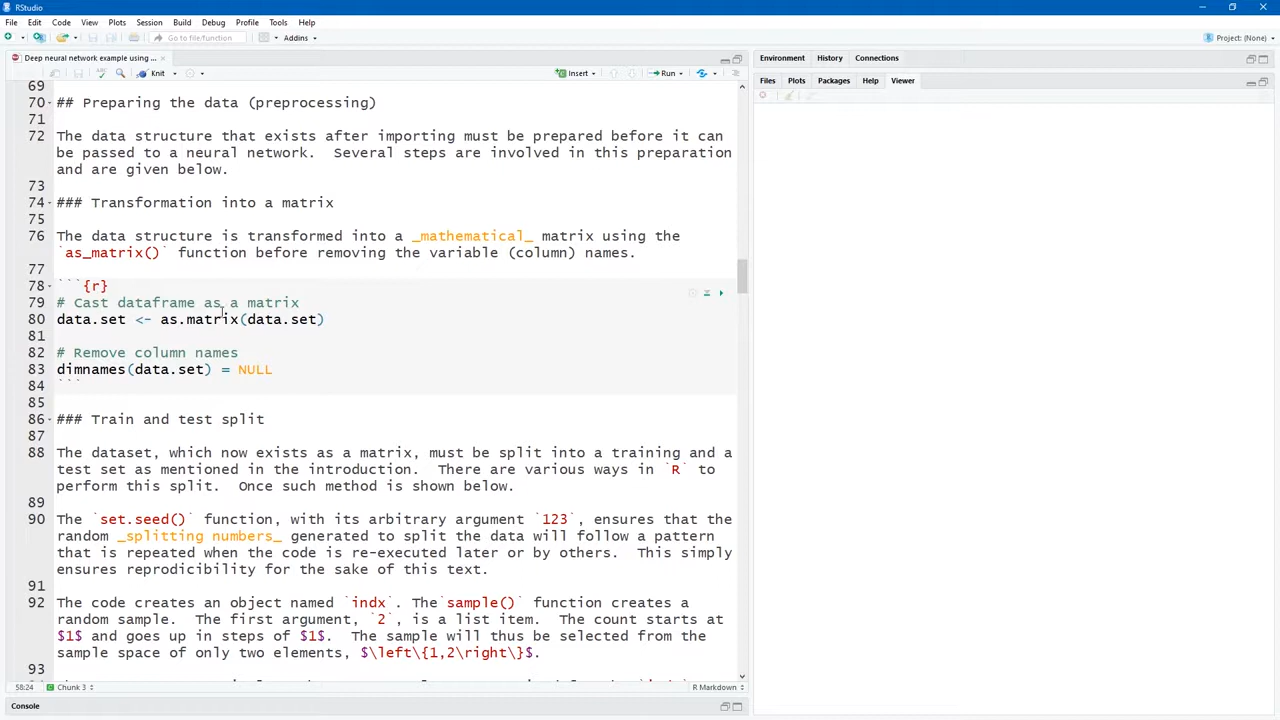 RStudio
File Edit Code View Plots Session Build Debug Profile Tools Help
Go to file/function Addins Project: (None)
Deep neural network example using ...
Knit Insert Run
69
70 ## Preparing the data (preprocessing)
71
72 The data structure that exists after importing must be prepared before it can
be passed to a neural network.  Several steps are involved in this preparation
and are given below.
73
74 ### Transformation into a matrix
75
76 The data structure is transformed into a _mathematical_ matrix using the
`as_matrix()` function before removing the variable (column) names.
77
78 ```{r}
79 # Cast dataframe as a matrix
80 data.set <- as.matrix(data.set)
81
82 # Remove column names
83 dimnames(data.set) = NULL
84 ```
85
86 ### Train and test split
87
88 The dataset, which now exists as a matrix, must be split into a training and a
test set as mentioned in the introduction.  There are various ways in `R` to
perform this split.  Once such method is shown below.
89
90 The `set.seed()` function, with its arbitrary argument `123`, ensures that the
random _splitting numbers_ generated to split the data will follow a pattern
that is repeated when the code is re-executed later or by others.  This simply
ensures reprodicibility for the sake of this text.
91
92 The code creates an object named `indx`. The `sample()` function creates a
random sample.  The first argument, `2`, is a list item.  The count starts at
$1$ and goes up in steps of $1$.  The sample will thus be selected from the
sample space of only two elements, $\left\{1,2\right\}$.
93
58:24 Chunk 3 R Markdown
Console
Environment History Connections
Files Plots Packages Help Viewer